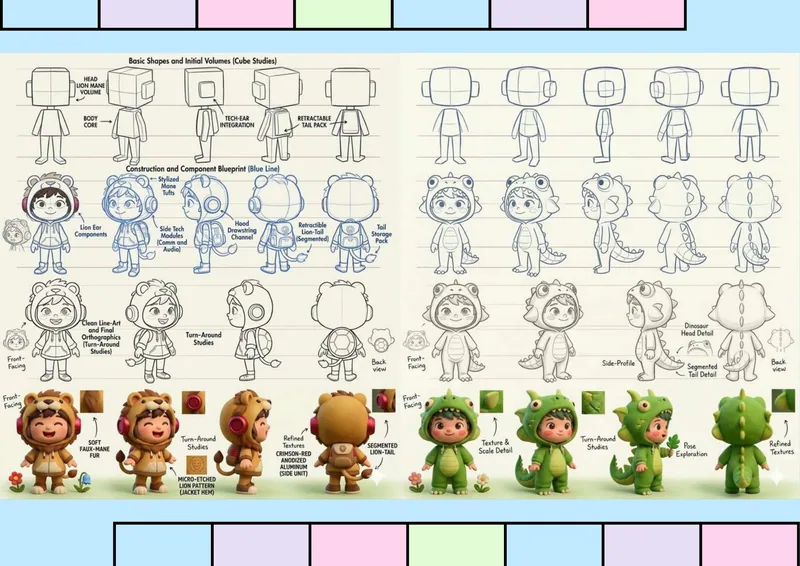 Basic Shapes and Initial Volumes (Cube Studies)
HEAD
LION MANE
VOLUME
BODY
CORE
TECH-EAR
INTEGRATION
RETRACTABLE
TAIL PACK
Construction and Component Blueprint (Blue Line)
Stylized
Mane
Tufts
Lion Ear
Components
Side Tech
Modules
(Comm and
Audio)
Hood
Drawstring
Channel
Retractible
Lion-Tail
(Segmented)
Tail
Storage
Pack
Clean Line-Art
and Final
Orthographics
(Turn-Around
Studies)
Turn-Around
Studies
Front-
Facing
Back
view
Front-
Facing
Side-Profile
Dinosaur
Head Detail
Segmented
Tail Detail
Back
view
Front-
Facing
SOFT
FAUX-MANE
FUR
Turn-Around
Studies
MICRO-ETCHED
LION PATTERN
(JACKET HEM)
Refined
Textures
CRIMSON-RED
ANODIZED
ALUMINUM
(SIDE UNIT)
SEGMENTED
LION-TAIL
Front-
Facing
Texture &
Scale Detail
Turn-Around
Studies
Pose
Exploration
Refined
Textures